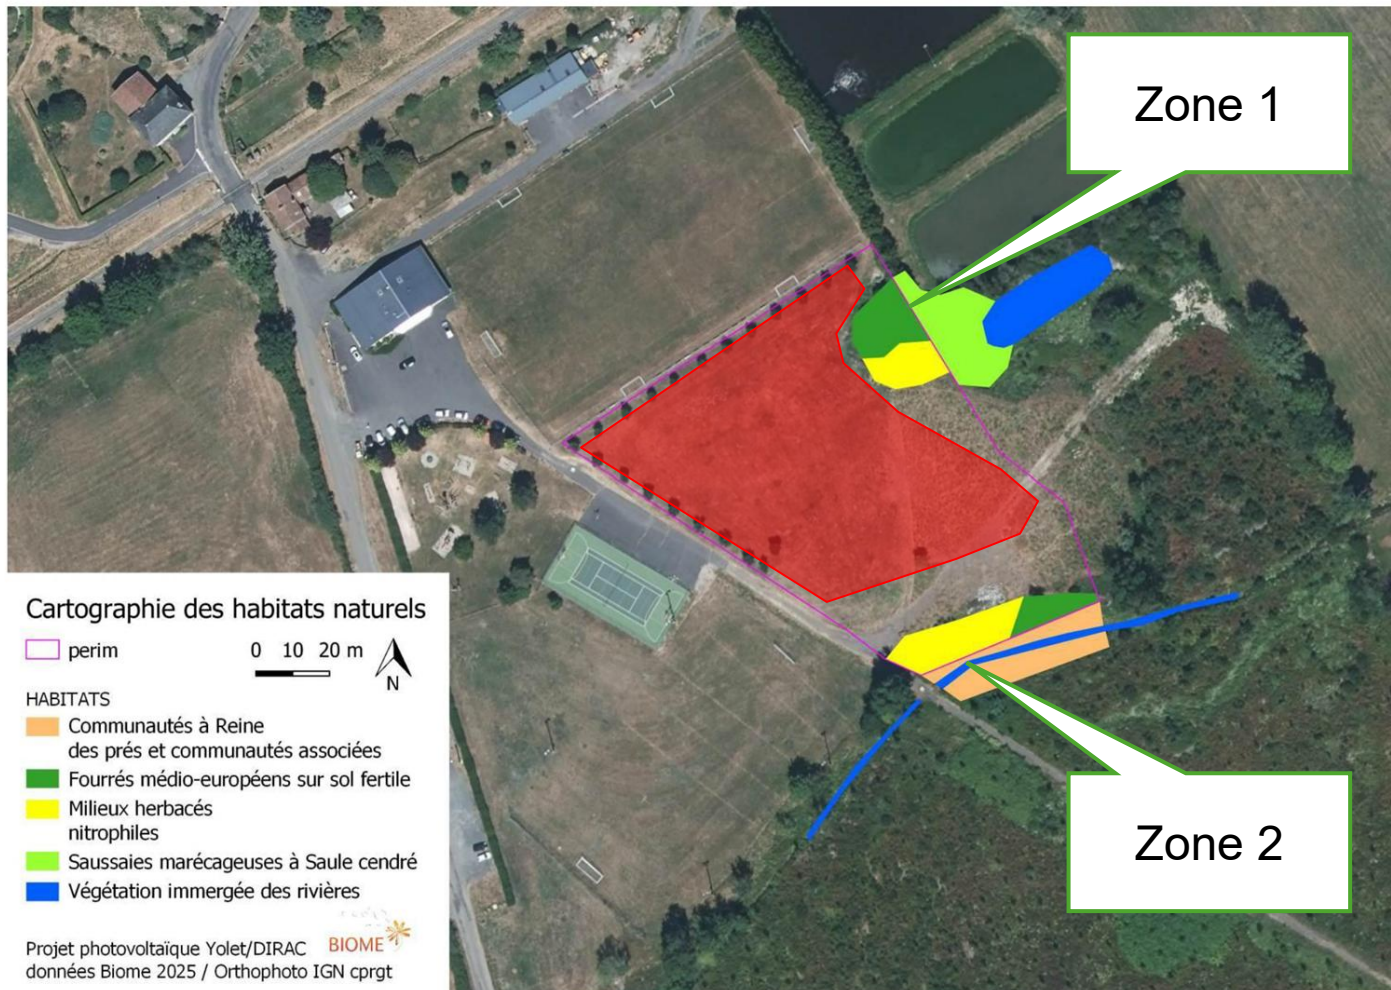 Zone 1
Zone 2
Cartographie des habitats naturels
perim
0 10 20 m
N
HABITATS
Communautés à Reine
des prés et communautés associées
Fourrés médio-européens sur sol fertile
Milieux herbacés
nitrophiles
Saussaies marécageuses à Saule cendré
Végétation immergée des rivières
Projet photovoltaïque Yolet/DIRAC
BIOME
données Biome 2025 / Orthophoto IGN cprgt